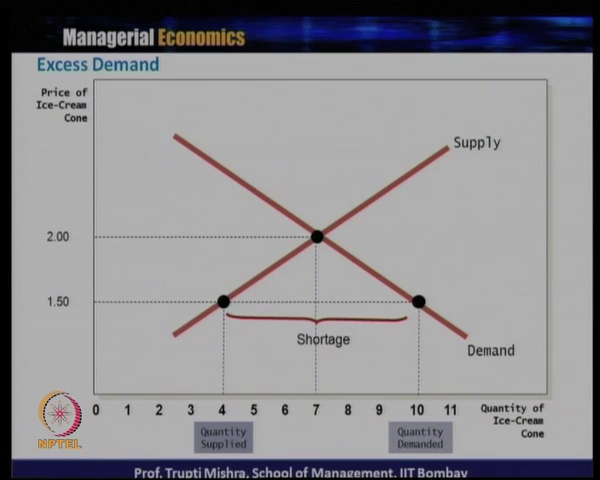 Managerial Economics
Excess Demand
Price of
Ice-Cream
Cone
Supply
2.00
1.50
Shortage
Demand
0 1 2 3 4 5 6 7 8 9 10 11
Quantity of
Ice-Cream
Cone
Quantity
Supplied
Quantity
Demanded
NPTEL
Prof. Trupti Mishra, School of Management, IIT Bombay